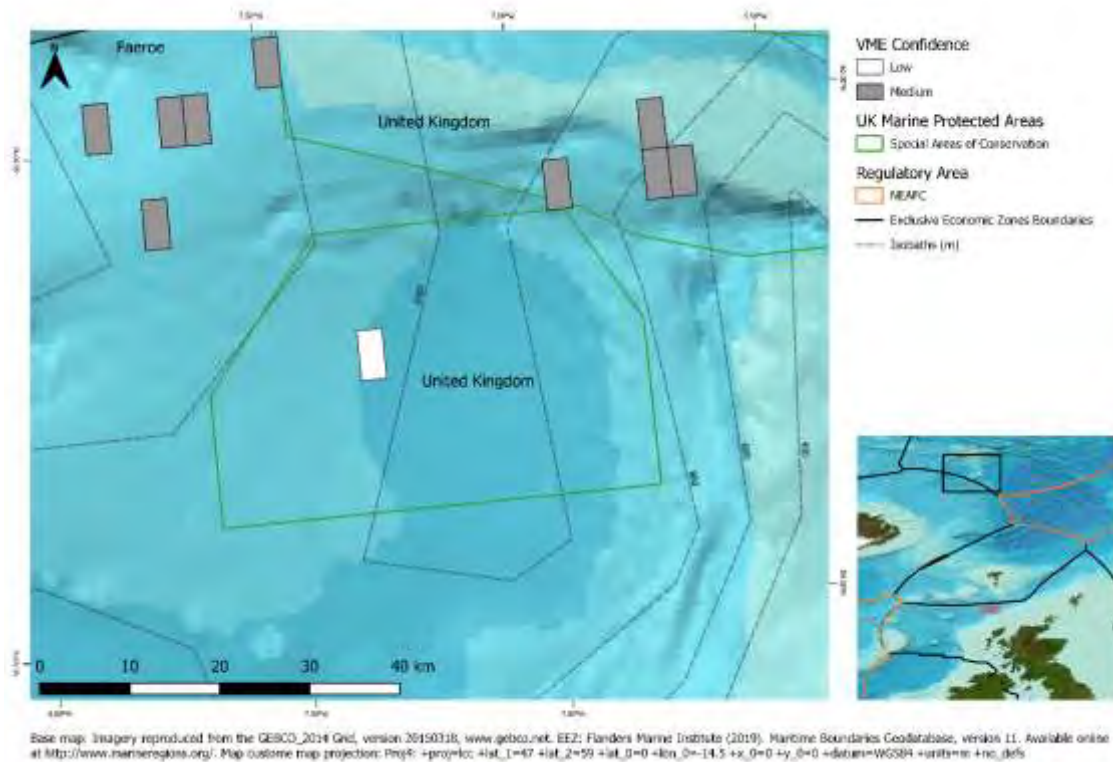 Faeroe
N
United Kingdom
United Kingdom
0 10 20 30 40 km
VME Confidence
Low
Medium
UK Marine Protected Areas
Special Areas of Conservation
Regulatory Area
NEAFC
Exclusive Economic Zones Boundaries
Isobaths (m)
Base map: Imagery reproduced from the GEBCO_2014 Grid, version 20150318, www.gebco.net. EEZ: Flanders Marine Institute (2019). Maritime Boundaries Geodatabase, version 11. Available online
at http://www.marineregions.org/. Map custome map projection: Proj4: +proj=lcc +lat_1=47 +lat_2=59 +lat_0=0 +lon_0=-14.5 +x_0=0 +y_0=0 +datum=WGS84 +units=m +no_defs